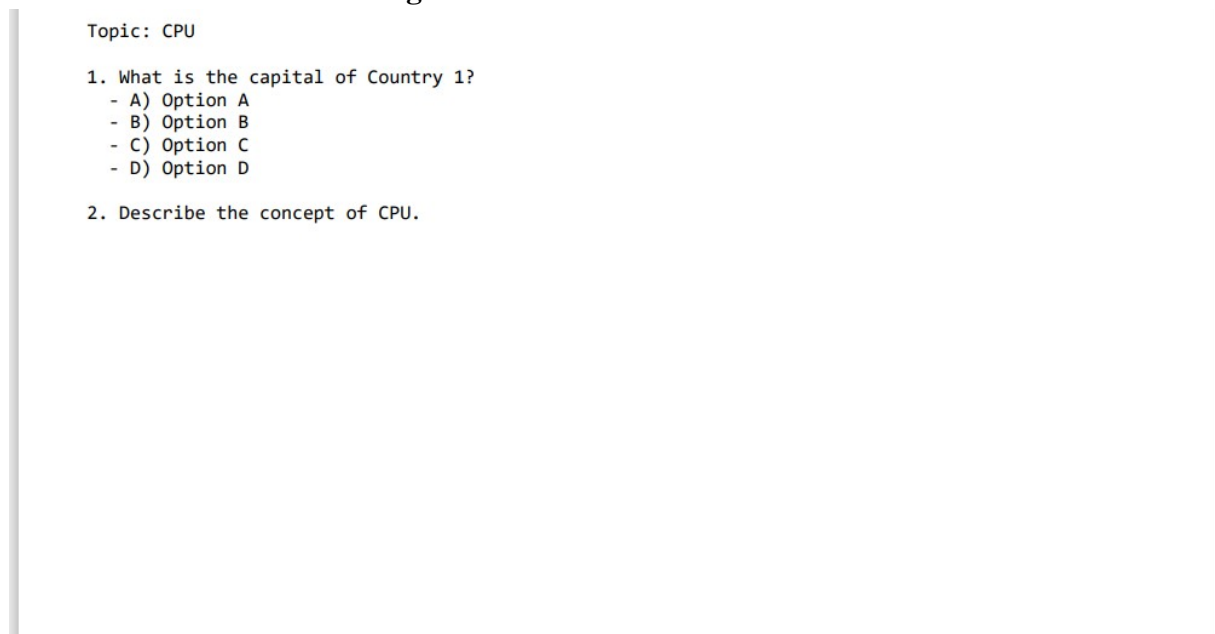 Topic: CPU
1. What is the capital of Country 1?
- A) Option A
- B) Option B
- C) Option C
- D) Option D
2. Describe the concept of CPU.